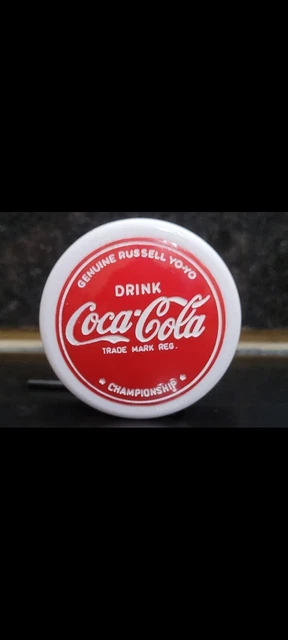 GENUINE RUSSELL YO-YO
DRINK
Coca-Cola
TRADE MARK REG.
CHAMPIONSHIP